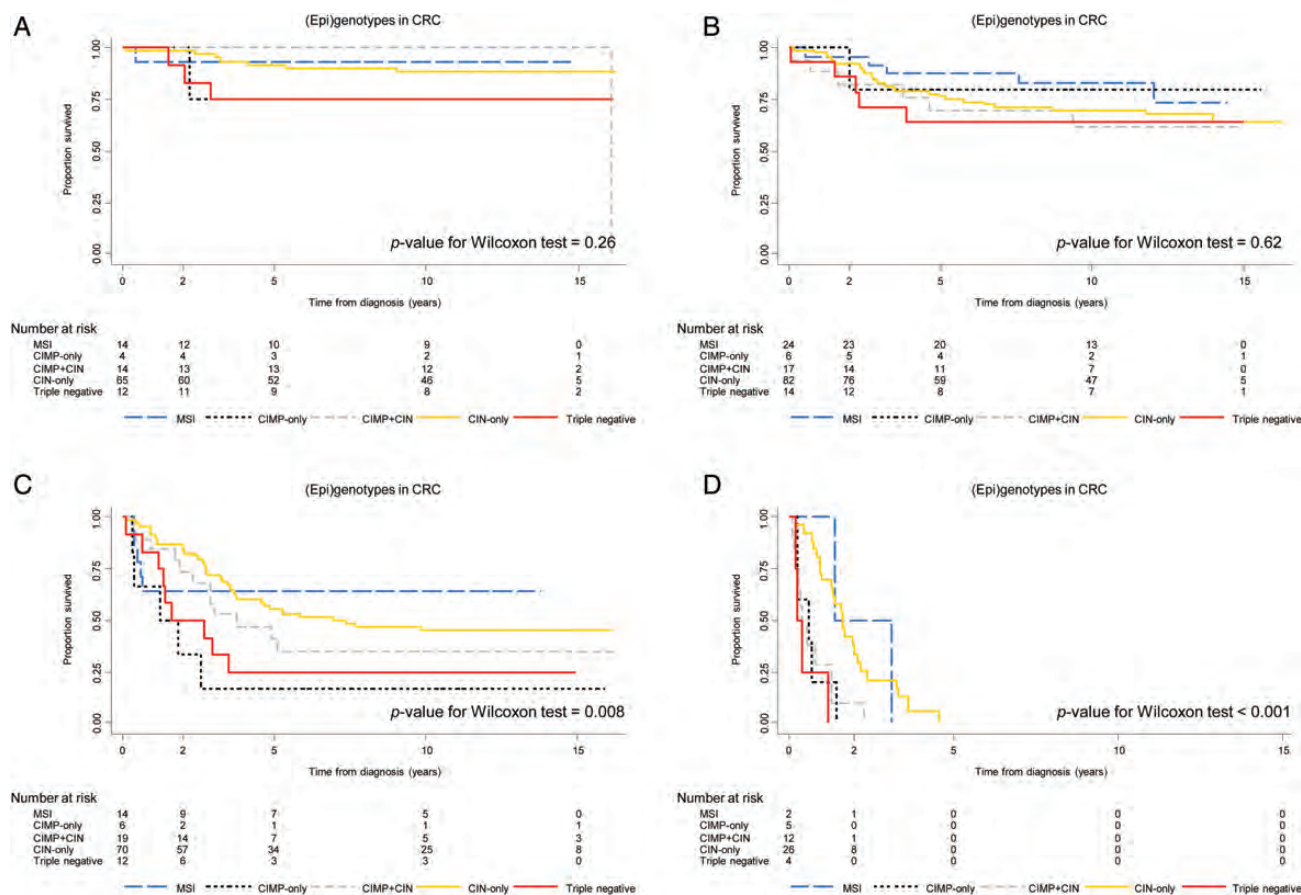 A
(Epi)genotypes in CRC
1.00
0.75
0.50
0.25
0.00
Proportion survived
p-value for Wilcoxon test = 0.26
0 2 5 10 15
Time from diagnosis (years)
Number at risk
MSI 14 12 10 9 0
CIMP-only 4 4 3 2 1
CIMP+CIN 14 13 13 12 2
CIN-only 65 60 52 46 5
Triple negative 12 11 9 8 2
MSI CIMP-only CIMP+CIN CIN-only Triple negative
B
(Epi)genotypes in CRC
1.00
0.75
0.50
0.25
0.00
Proportion survived
p-value for Wilcoxon test = 0.62
0 2 5 10 15
Time from diagnosis (years)
Number at risk
MSI 24 23 20 13 0
CIMP-only 6 5 4 2 1
CIMP+CIN 17 14 11 7 0
CIN-only 82 76 59 47 5
Triple negative 14 12 8 7 1
MSI CIMP-only CIMP+CIN CIN-only Triple negative
C
(Epi)genotypes in CRC
1.00
0.75
0.50
0.25
0.00
Proportion survived
p-value for Wilcoxon test = 0.008
0 2 5 10 15
Time from diagnosis (years)
Number at risk
MSI 14 9 7 5 0
CIMP-only 6 2 1 1 1
CIMP+CIN 19 14 7 5 3
CIN-only 70 57 34 25 8
Triple negative 12 6 3 3 0
MSI CIMP-only CIMP+CIN CIN-only Triple negative
D
(Epi)genotypes in CRC
1.00
0.75
0.50
0.25
0.00
Proportion survived
p-value for Wilcoxon test < 0.001
0 2 5 10 15
Time from diagnosis (years)
Number at risk
MSI 2 1 0 0 0
CIMP-only 5 0 0 0 0
CIMP+CIN 12 1 0 0 0
CIN-only 26 8 0 0 0
Triple negative 4 0 0 0 0
MSI CIMP-only CIMP+CIN CIN-only Triple negative